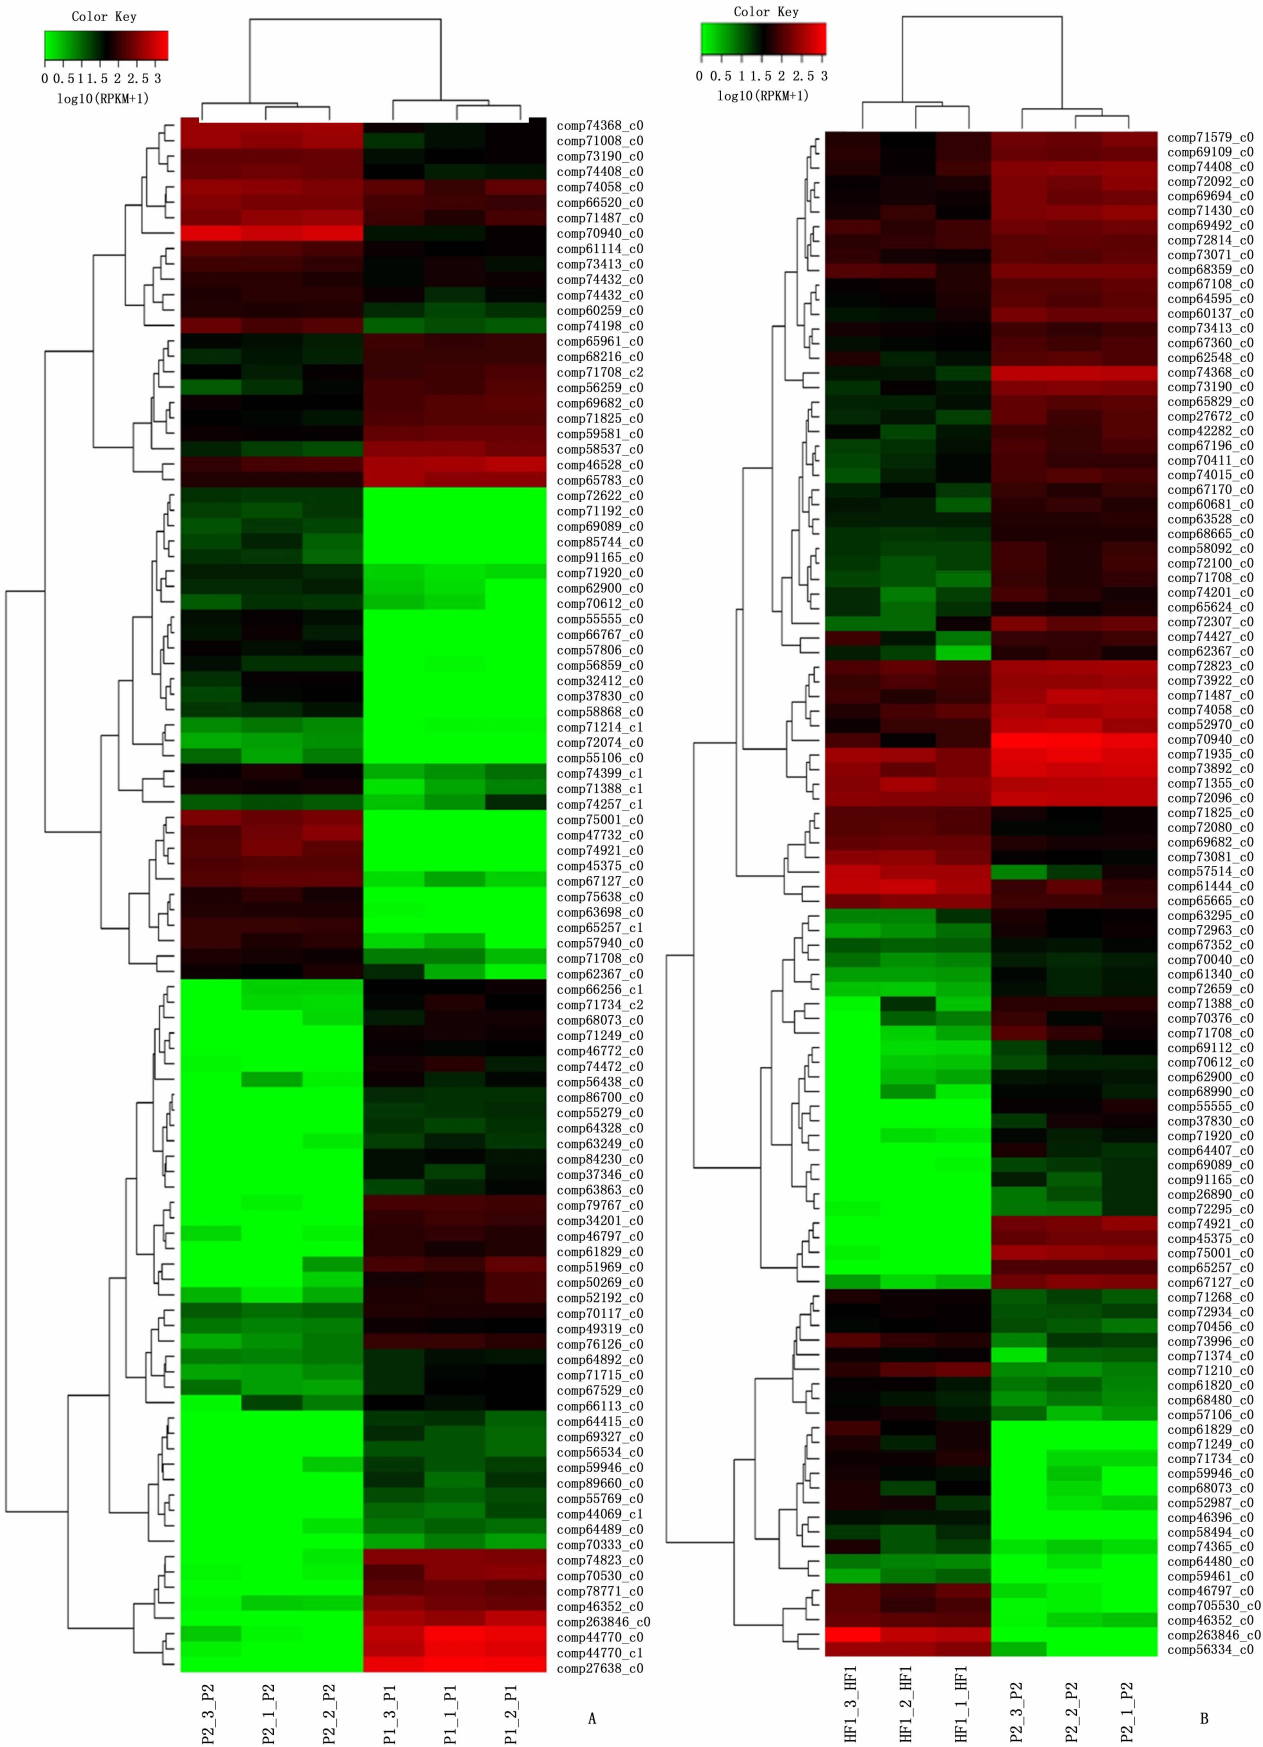 Color Key
0 0.5 1 1.5 2 2.5 3
log10(RPKM+1)
comp74368_c0
comp71008_c0
comp73190_c0
comp74408_c0
comp74058_c0
comp66520_c0
comp71487_c0
comp70940_c0
comp61114_c0
comp73413_c0
comp74432_c0
comp74432_c0
comp60259_c0
comp74198_c0
comp65961_c0
comp68216_c0
comp71708_c2
comp56259_c0
comp69682_c0
comp71825_c0
comp59581_c0
comp58537_c0
comp46528_c0
comp65783_c0
comp72622_c0
comp71192_c0
comp69089_c0
comp85744_c0
comp91165_c0
comp71920_c0
comp62900_c0
comp70612_c0
comp55555_c0
comp66767_c0
comp57806_c0
comp56859_c0
comp32412_c0
comp37830_c0
comp58868_c0
comp71214_c1
comp72074_c0
comp55106_c0
comp74399_c1
comp71388_c1
comp74257_c1
comp75001_c0
comp47732_c0
comp74921_c0
comp45375_c0
comp67127_c0
comp75638_c0
comp63698_c0
comp65257_c1
comp57940_c0
comp71708_c0
comp62367_c0
comp66256_c1
comp71734_c2
comp68073_c0
comp71249_c0
comp46772_c0
comp74472_c0
comp56438_c0
comp86700_c0
comp55279_c0
comp64328_c0
comp63249_c0
comp84230_c0
comp37346_c0
comp63863_c0
comp79767_c0
comp34201_c0
comp46797_c0
comp61829_c0
comp51969_c0
comp50269_c0
comp52192_c0
comp70117_c0
comp49319_c0
comp76126_c0
comp64892_c0
comp71715_c0
comp67529_c0
comp66113_c0
comp64415_c0
comp69327_c0
comp56534_c0
comp59946_c0
comp89660_c0
comp55769_c0
comp44069_c1
comp64489_c0
comp70333_c0
comp74823_c0
comp70530_c0
comp78771_c0
comp46352_c0
comp263846_c0
comp44770_c0
comp44770_c1
comp27638_c0
P2_3_P2
P2_1_P2
P2_2_P2
P1_3_P1
P1_1_P1
P1_2_P1
A
Color Key
0 0.5 1 1.5 2 2.5 3
log10(RPKM+1)
comp71579_c0
comp69109_c0
comp74408_c0
comp72092_c0
comp69694_c0
comp71430_c0
comp69492_c0
comp72814_c0
comp73071_c0
comp68359_c0
comp67108_c0
comp64595_c0
comp60137_c0
comp73413_c0
comp67360_c0
comp62548_c0
comp74368_c0
comp73190_c0
comp65829_c0
comp27672_c0
comp42282_c0
comp67196_c0
comp70411_c0
comp74015_c0
comp67170_c0
comp60681_c0
comp63528_c0
comp68665_c0
comp58092_c0
comp72100_c0
comp71708_c0
comp74201_c0
comp65624_c0
comp72307_c0
comp74427_c0
comp62367_c0
comp72823_c0
comp73922_c0
comp71487_c0
comp74058_c0
comp52970_c0
comp70940_c0
comp71935_c0
comp73892_c0
comp71355_c0
comp72096_c0
comp71825_c0
comp72080_c0
comp69682_c0
comp73081_c0
comp57514_c0
comp61444_c0
comp65665_c0
comp63295_c0
comp72963_c0
comp67352_c0
comp70040_c0
comp61340_c0
comp72659_c0
comp71388_c0
comp70376_c0
comp71708_c0
comp69112_c0
comp70612_c0
comp62900_c0
comp68990_c0
comp55555_c0
comp37830_c0
comp71920_c0
comp64407_c0
comp69089_c0
comp91165_c0
comp26890_c0
comp72295_c0
comp74921_c0
comp45375_c0
comp75001_c0
comp65257_c0
comp67127_c0
comp71268_c0
comp72934_c0
comp70456_c0
comp73996_c0
comp71374_c0
comp71210_c0
comp61820_c0
comp68480_c0
comp57106_c0
comp61829_c0
comp71249_c0
comp71734_c0
comp59946_c0
comp68073_c0
comp52987_c0
comp46396_c0
comp58494_c0
comp74365_c0
comp64480_c0
comp59461_c0
comp46797_c0
comp705530_c0
comp46352_c0
comp263846_c0
comp56334_c0
HF1_3_HF1
HF1_2_HF1
HF1_1_HF1
P2_3_P2
P2_2_P2
P2_1_P2
B